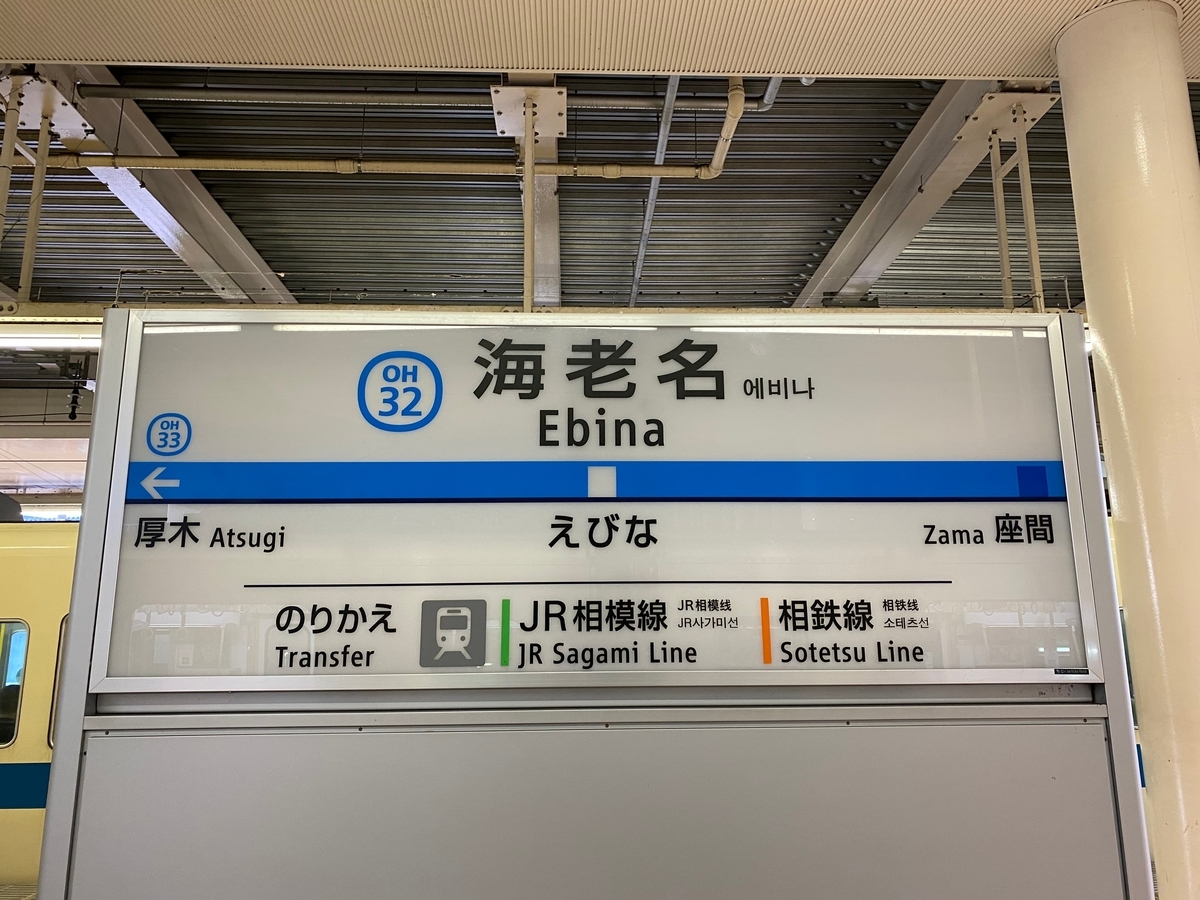 OH
32
海老名 에비나
Ebina
OH
33
厚木 Atsugi
えびな
Zama 座間
のりかえ
Transfer
JR相模線
JR相模线
JR사가미선
JR Sagami Line
相鉄線
相铁线
소테츠선
Sotetsu Line